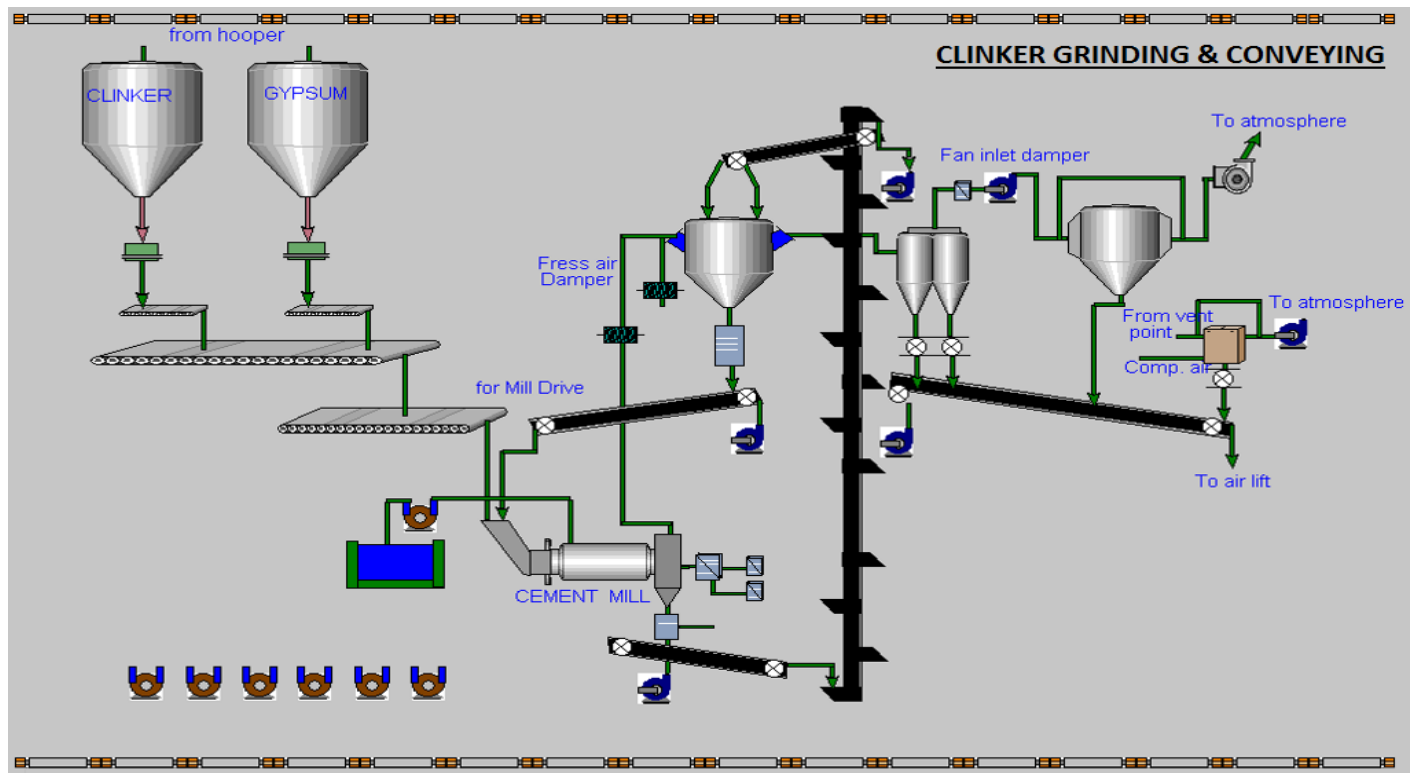 from hooper
CLINKER GRINDING & CONVEYING
CLINKER
GYPSUM
To atmosphere
Fan inlet damper
Fress air
Damper
From vent
point
To atmosphere
Comp. air
for Mill Drive
To air lift
CEMENT MILL